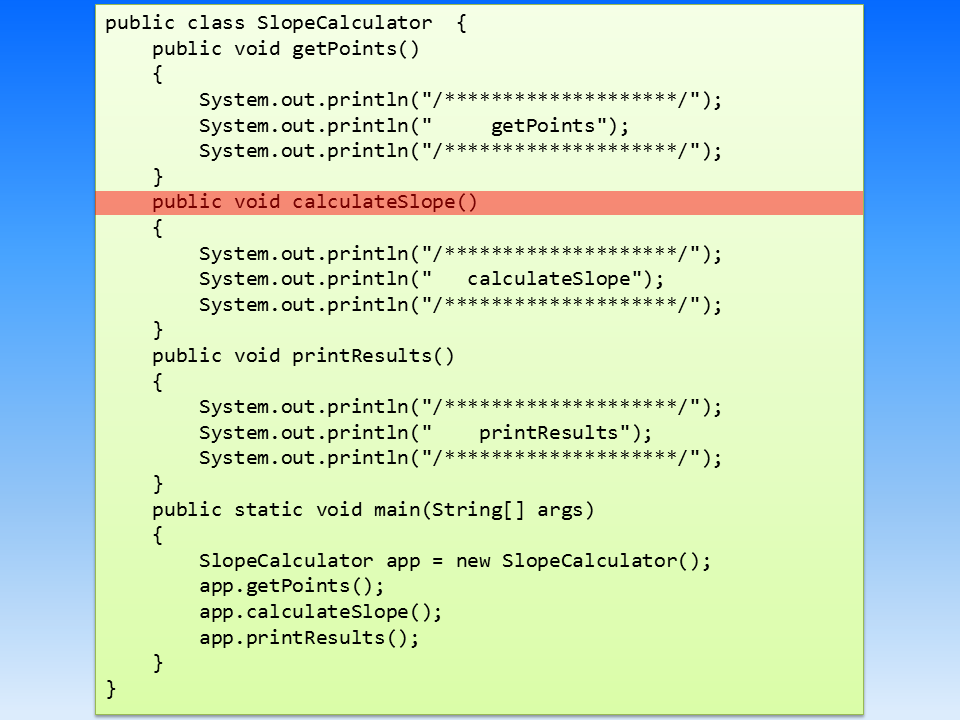 public class SlopeCalculator  {
    public void getPoints()
    {
        System.out.println("/********************/");
        System.out.println("     getPoints");
        System.out.println("/********************/");
    }
    public void calculateSlope()
    {
        System.out.println("/********************/");
        System.out.println("   calculateSlope");
        System.out.println("/********************/");
    }
    public void printResults()
    {
        System.out.println("/********************/");
        System.out.println("    printResults");
        System.out.println("/********************/");
    }
    public static void main(String[] args)
    {
        SlopeCalculator app = new SlopeCalculator();
        app.getPoints();
        app.calculateSlope();
        app.printResults();
    }
}